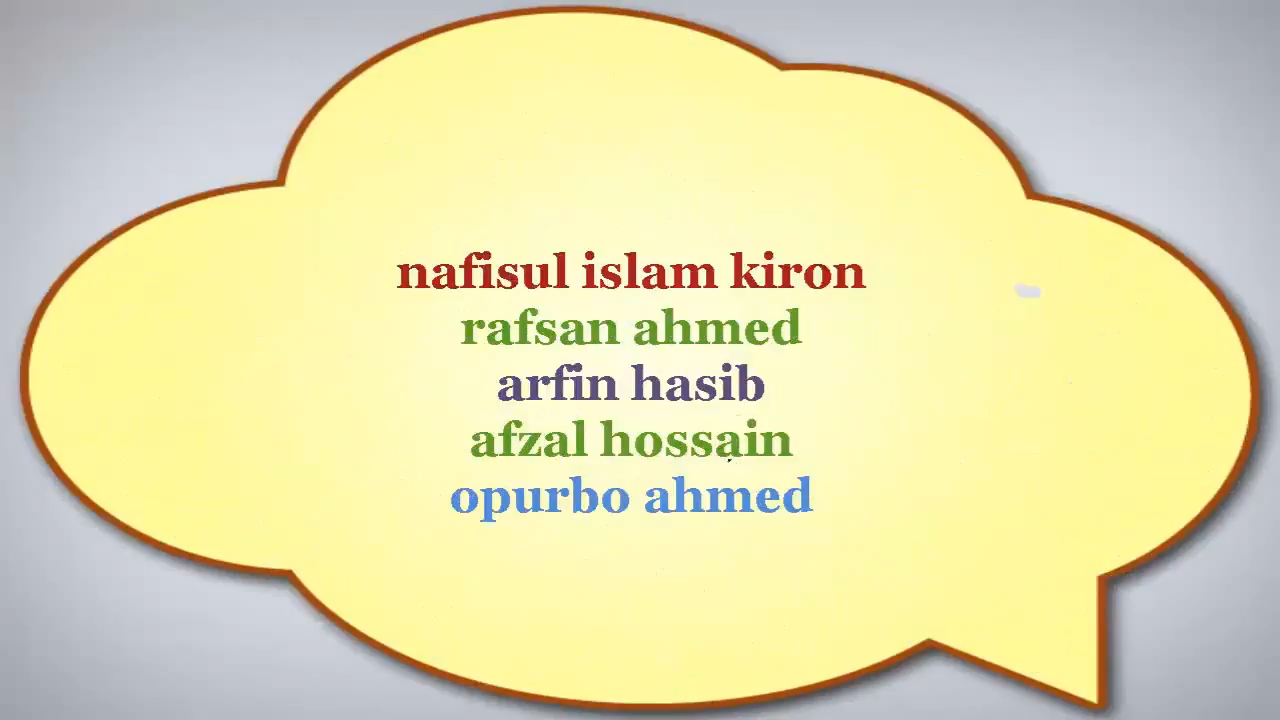 nafisul islam kiron
rafsan ahmed
arfin hasib
afzal hossain
opurbo ahmed